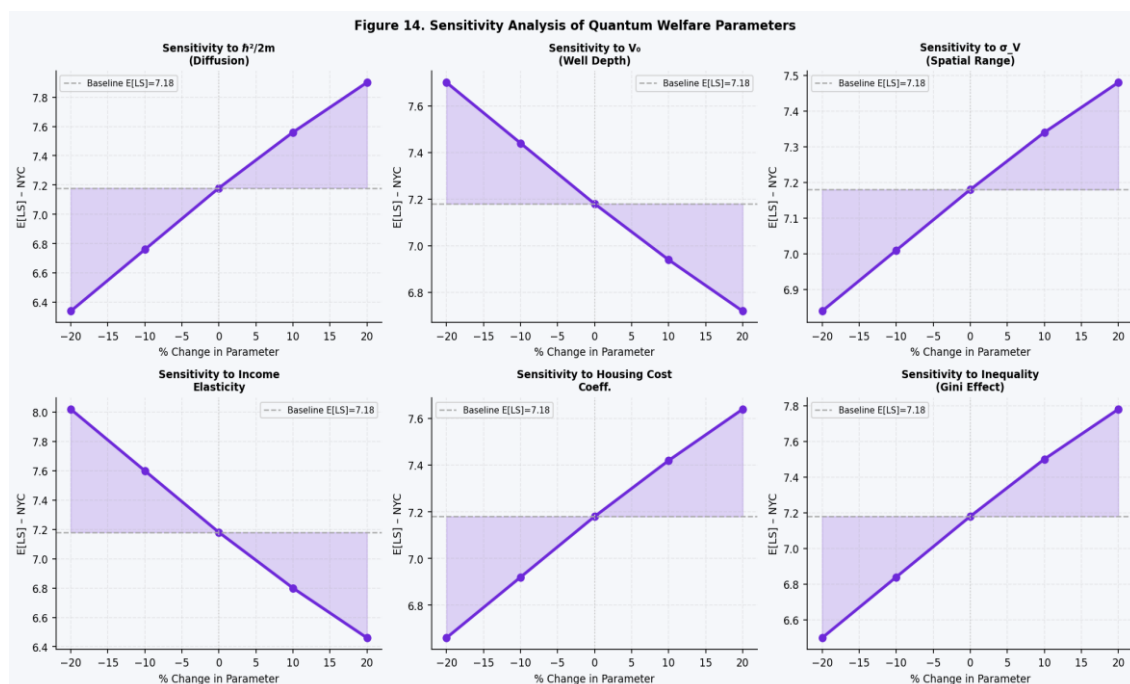 Figure 14. Sensitivity Analysis of Quantum Welfare Parameters
Sensitivity to ℏ²/2m
(Diffusion)
Baseline E[LS]=7.18
E[LS] – NYC
7.8
7.6
7.4
7.2
7.0
6.8
6.6
6.4
−20 −15 −10 −5 0 5 10 15 20
% Change in Parameter
Sensitivity to V₀
(Well Depth)
Baseline E[LS]=7.18
E[LS] – NYC
7.6
7.4
7.2
7.0
6.8
−20 −15 −10 −5 0 5 10 15 20
% Change in Parameter
Sensitivity to σ_V
(Spatial Range)
Baseline E[LS]=7.18
E[LS] – NYC
7.5
7.4
7.3
7.2
7.1
7.0
6.9
−20 −15 −10 −5 0 5 10 15 20
% Change in Parameter
Sensitivity to Income
Elasticity
Baseline E[LS]=7.18
E[LS] – NYC
8.0
7.8
7.6
7.4
7.2
7.0
6.8
6.6
6.4
−20 −15 −10 −5 0 5 10 15 20
% Change in Parameter
Sensitivity to Housing Cost
Coeff.
Baseline E[LS]=7.18
E[LS] – NYC
7.6
7.4
7.2
7.0
6.8
−20 −15 −10 −5 0 5 10 15 20
% Change in Parameter
Sensitivity to Inequality
(Gini Effect)
Baseline E[LS]=7.18
E[LS] – NYC
7.8
7.6
7.4
7.2
7.0
6.8
6.6
−20 −15 −10 −5 0 5 10 15 20
% Change in Parameter